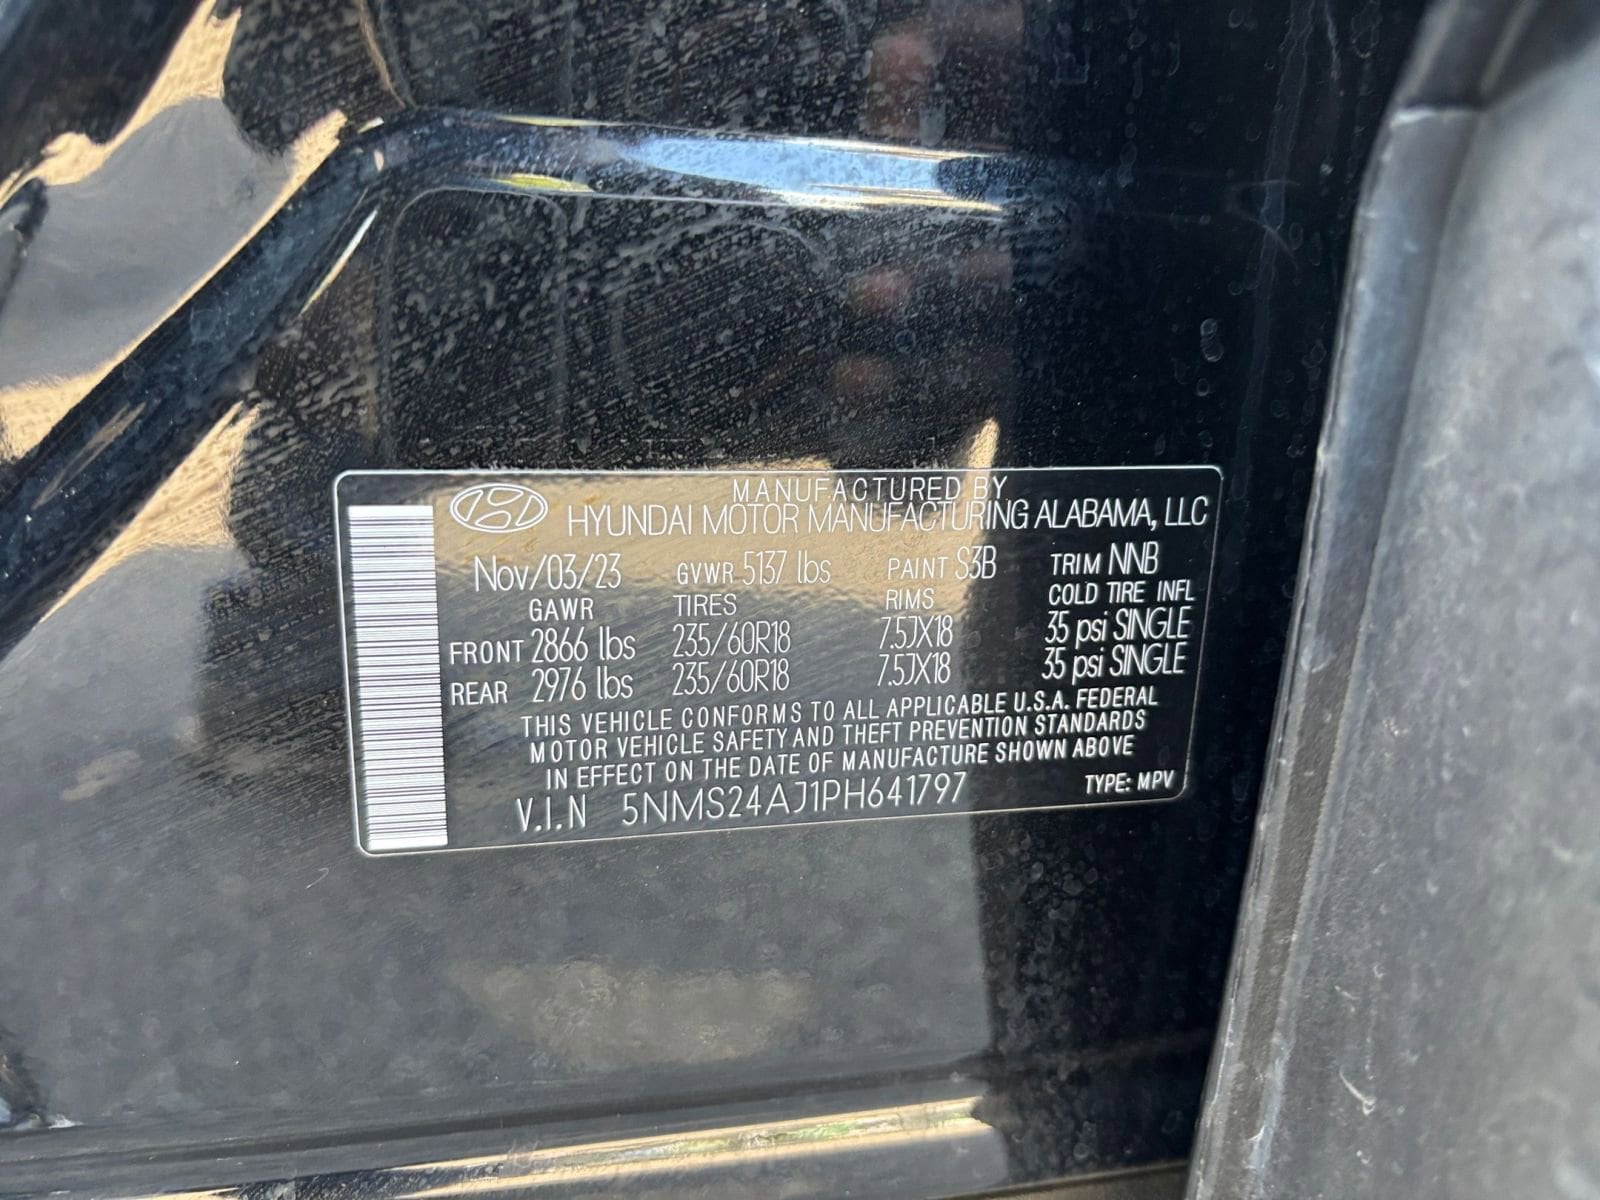 MANUFACTURED BY
HYUNDAI MOTOR MANUFACTURING ALABAMA, LLC
Nov/03/23 GVWR 5137 lbs PAINT S3B TRIM NNB
GAWR TIRES RIMS COLD TIRE INFL
FRONT 2866 lbs 235/60R18 7.5JX18 35 psi SINGLE
REAR 2976 lbs 235/60R18 7.5JX18 35 psi SINGLE
THIS VEHICLE CONFORMS TO ALL APPLICABLE U.S.A. FEDERAL
MOTOR VEHICLE SAFETY AND THEFT PREVENTION STANDARDS
IN EFFECT ON THE DATE OF MANUFACTURE SHOWN ABOVE
V.I.N 5NMS24AJ1PH641797 TYPE: MPV